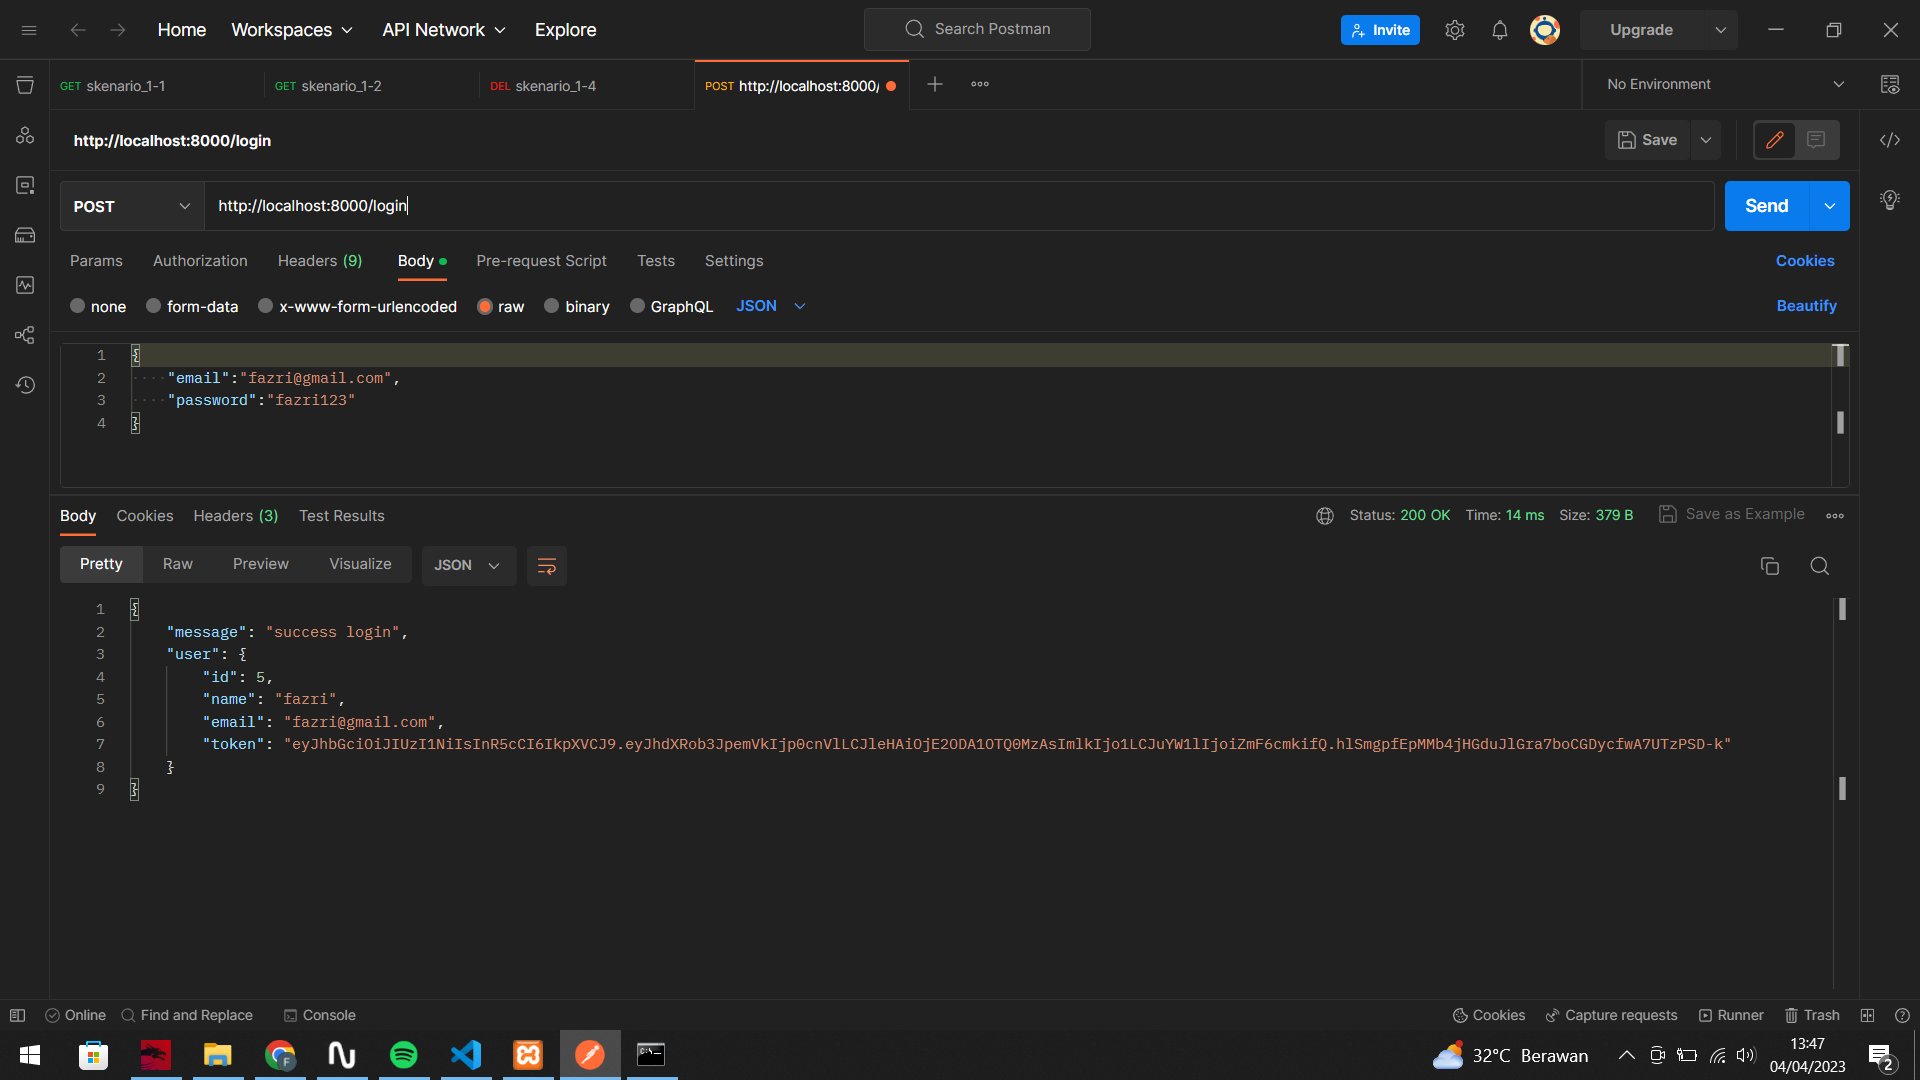 Home Workspaces API Network Explore Search Postman Invite Upgrade
GET skenario_1-1 GET skenario_1-2 DEL skenario_1-4 POST http://localhost:8000/ No Environment
http://localhost:8000/login Save
POST http://localhost:8000/login Send
Params Authorization Headers (9) Body Pre-request Script Tests Settings Cookies
none form-data x-www-form-urlencoded raw binary GraphQL JSON Beautify
1 {
2 "email":"fazri@gmail.com",
3 "password":"fazri123"
4 }
Body Cookies Headers (3) Test Results Status: 200 OK Time: 14 ms Size: 379 B Save as Example
Pretty Raw Preview Visualize JSON
1 {
2 "message": "success login",
3 "user": {
4 "id": 5,
5 "name": "fazri",
6 "email": "fazri@gmail.com",
7 "token": "eyJhbGciOiJIUzI1NiIsInR5cCI6IkpXVCJ9.eyJhdXRob3JpemVkIjp0cnVlLCJleHAiOjE2ODA1OTQ0MzAsImlkIjo1LCJuYW1lIjoiZmF6cmkifQ.hlSmgpfEpMMb4jHGduJlGra7boCGDycfwA7UTzPSD-k"
8 }
9 }
Online Find and Replace Console Cookies Capture requests Runner Trash
32°C Berawan 13:47
04/04/2023 2